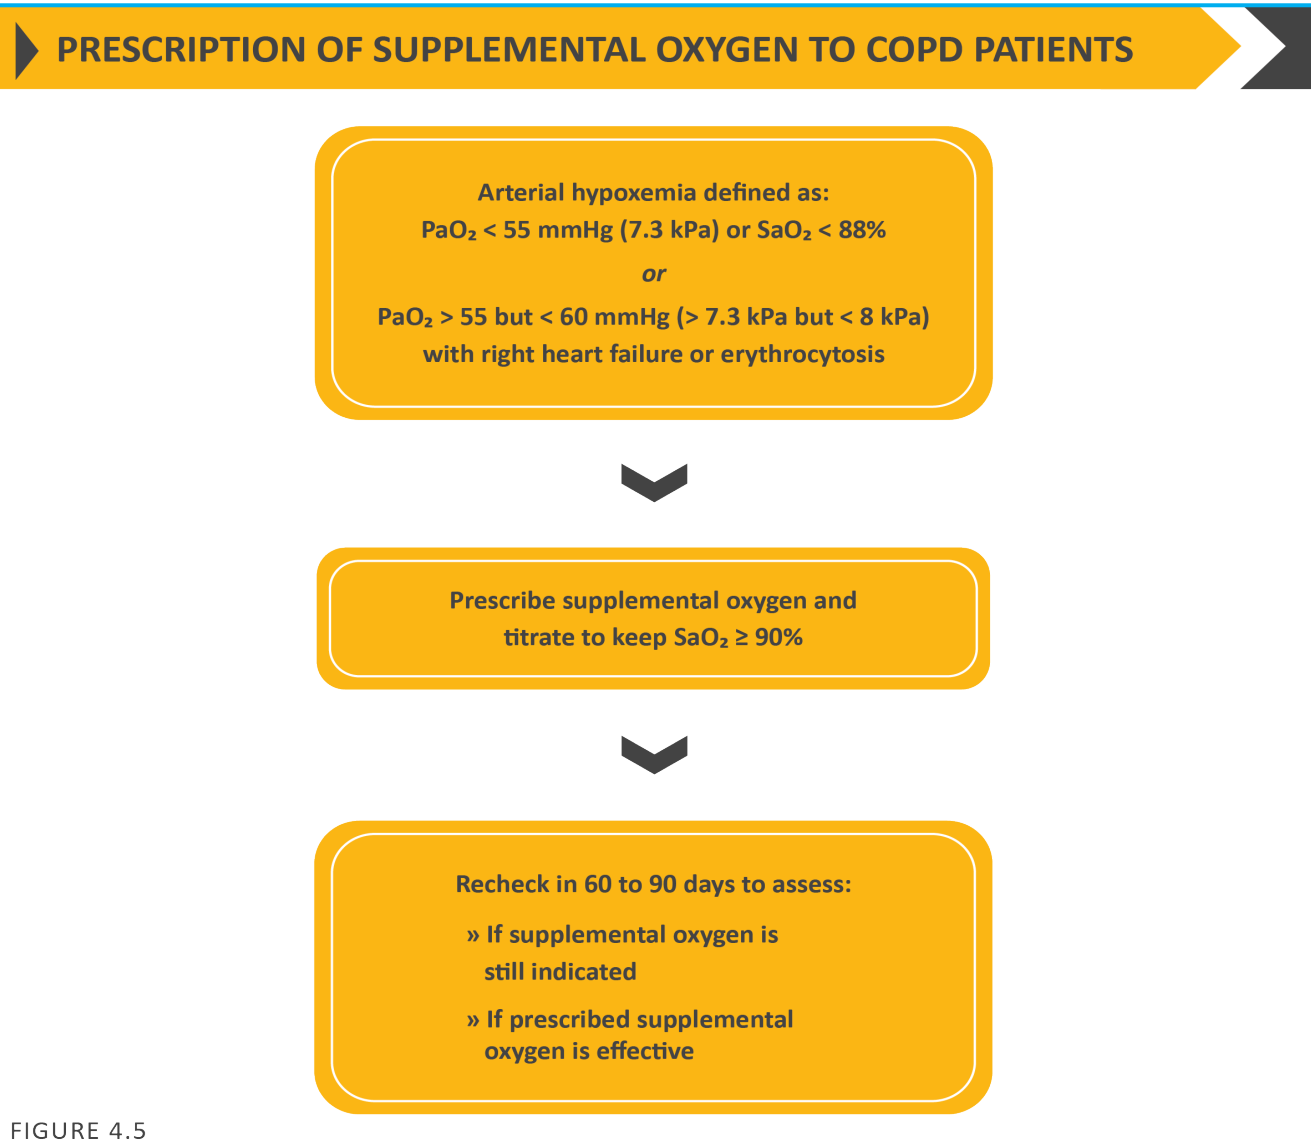 PRESCRIPTION OF SUPPLEMENTAL OXYGEN TO COPD PATIENTS
Arterial hypoxemia defined as:
PaO₂ < 55 mmHg (7.3 kPa) or SaO₂ < 88%
or
PaO₂ > 55 but < 60 mmHg (> 7.3 kPa but < 8 kPa)
with right heart failure or erythrocytosis
Prescribe supplemental oxygen and
titrate to keep SaO₂ ≥ 90%
Recheck in 60 to 90 days to assess:
» If supplemental oxygen is
still indicated
» If prescribed supplemental
oxygen is effective
FIGURE 4.5